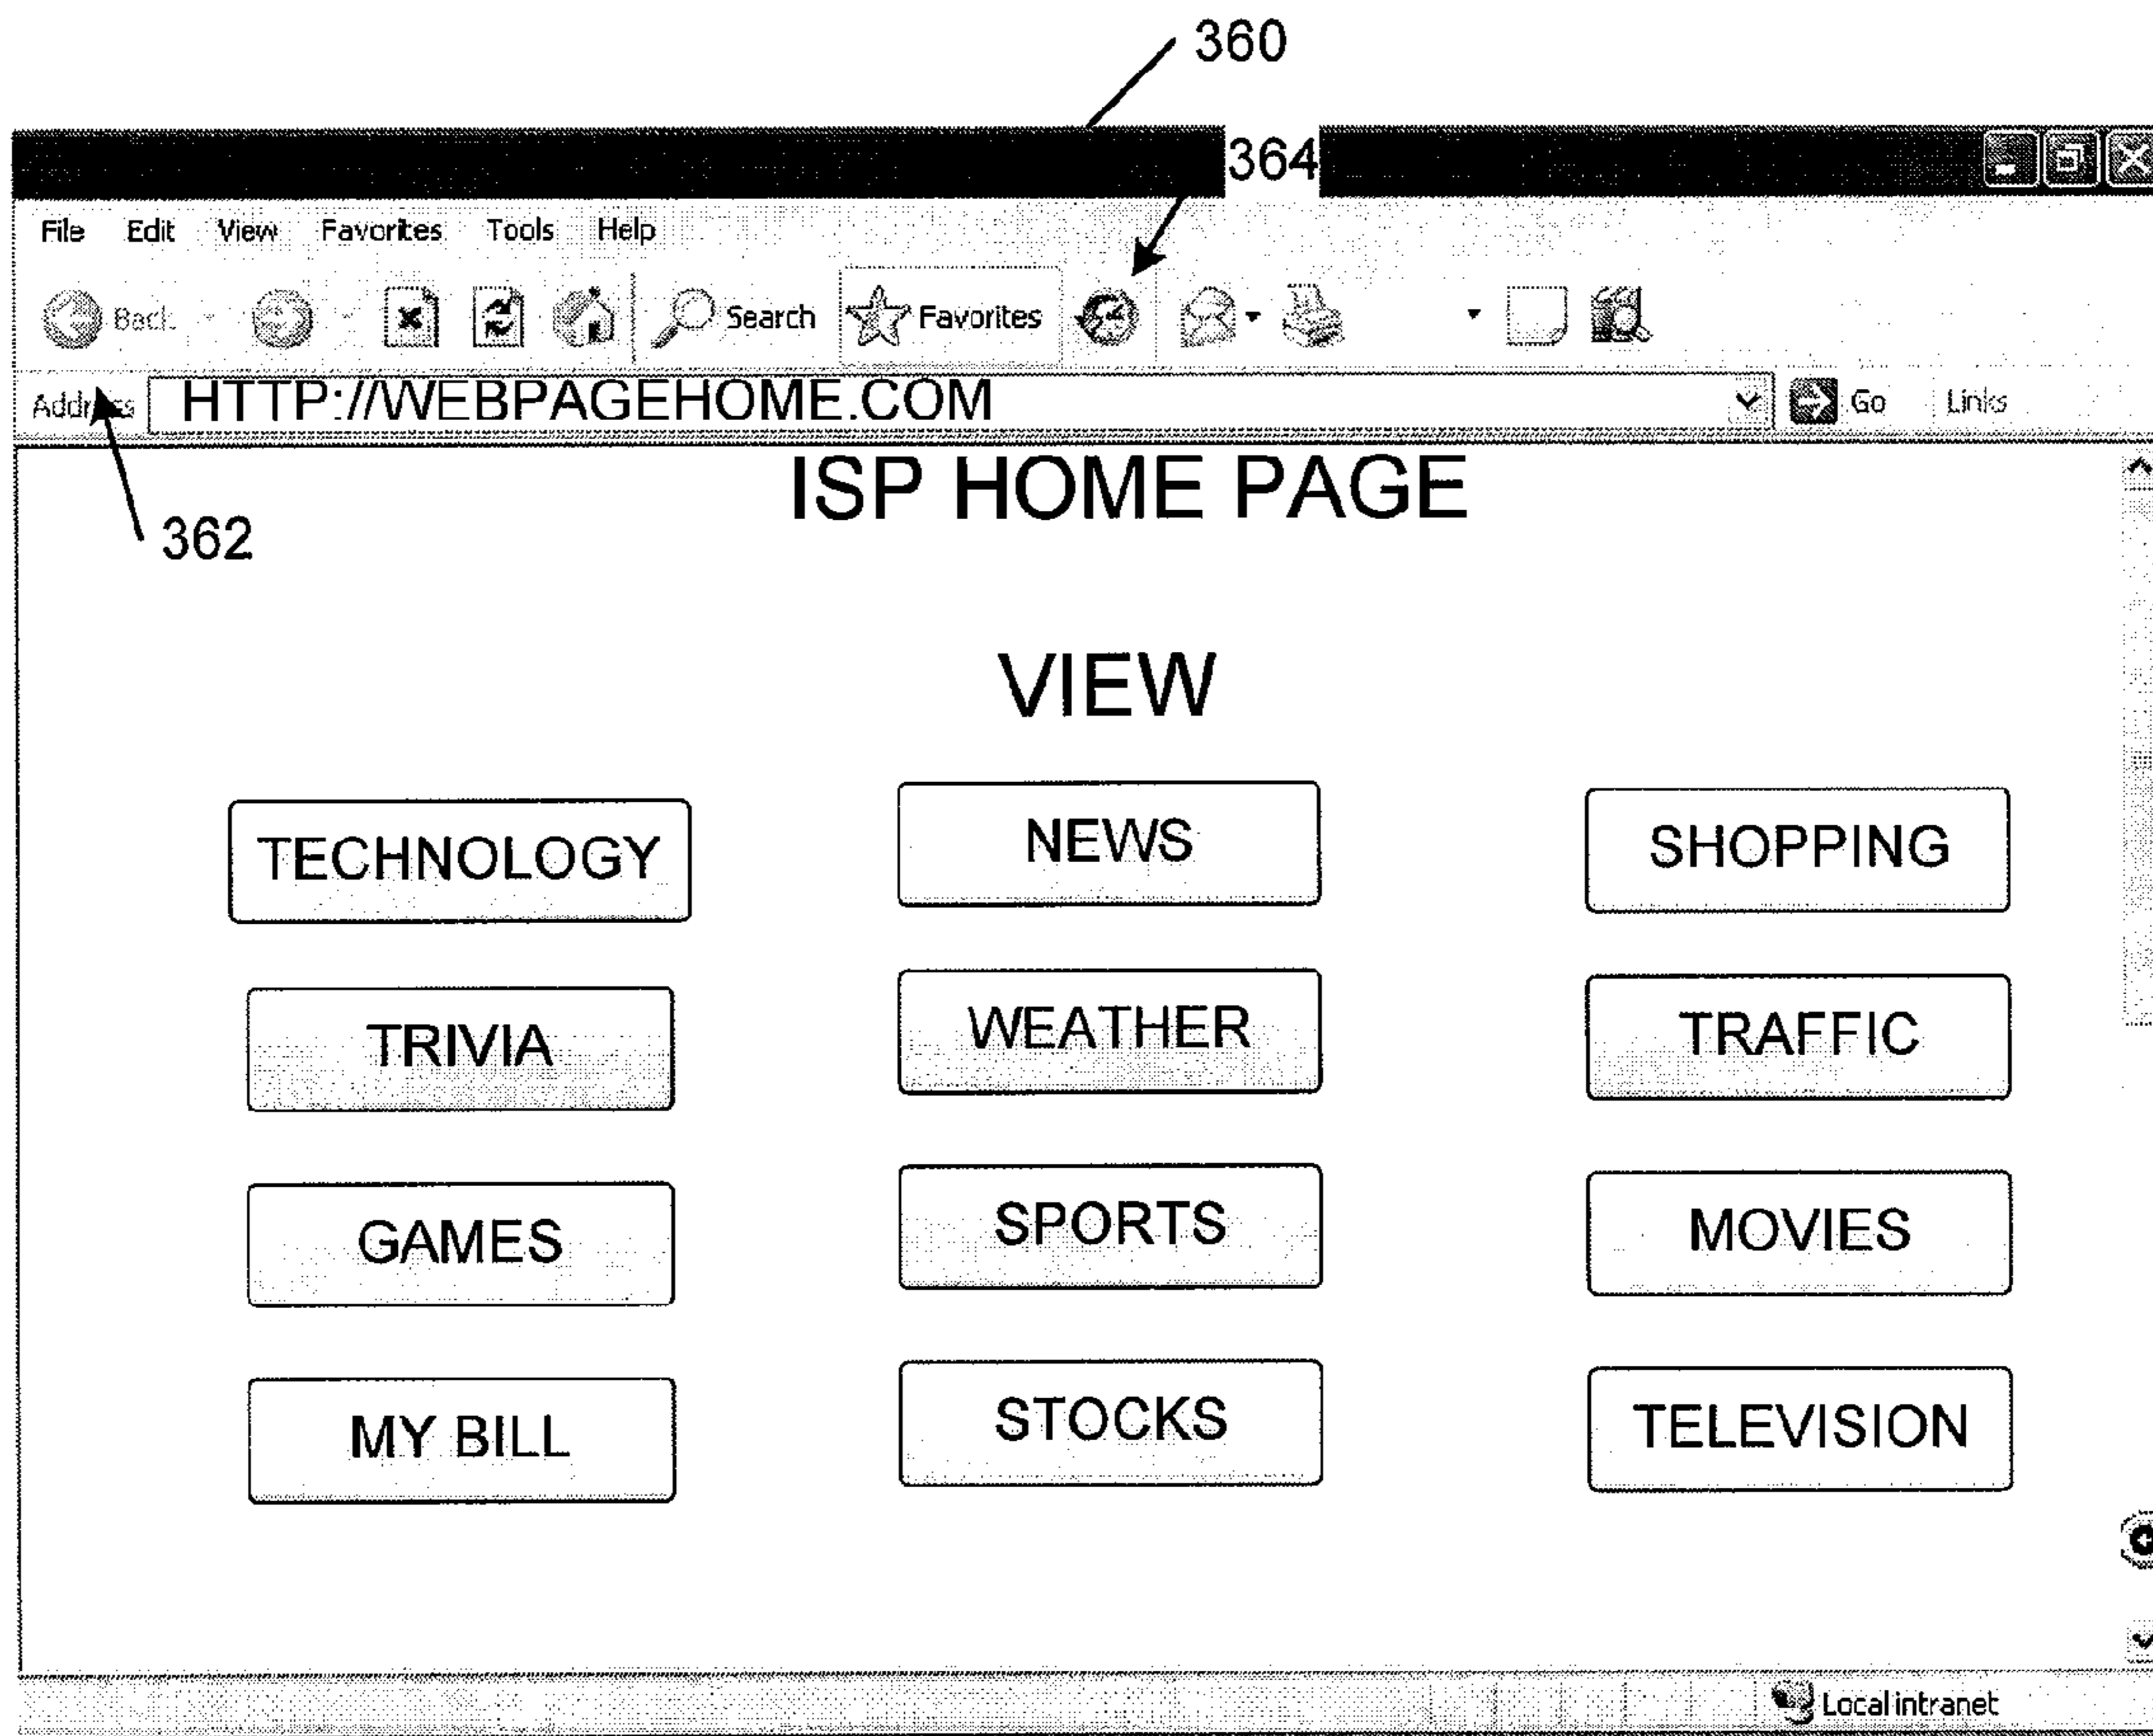 360
364
File Edit View Favorites Tools Help
Back Search Favorites
Address HTTP://WEBPAGEHOME.COM Go Links
ISP HOME PAGE
362
VIEW
TECHNOLOGY NEWS SHOPPING
TRIVIA WEATHER TRAFFIC
GAMES SPORTS MOVIES
MY BILL STOCKS TELEVISION
Local intranet